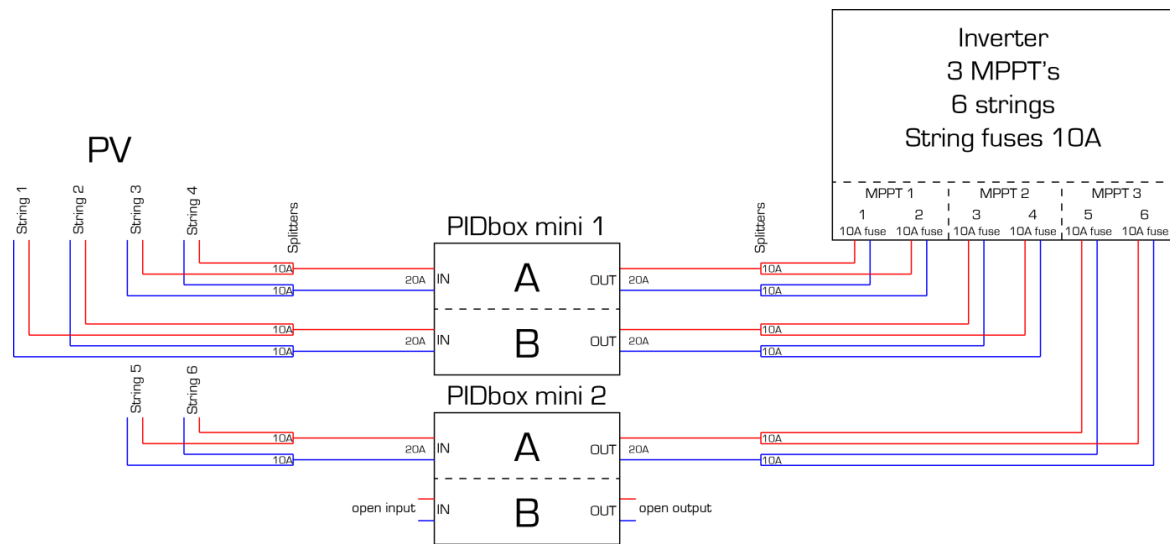 Inverter
3 MPPT's
6 strings
String fuses 10A
MPPT 1 MPPT 2 MPPT 3
1 2 3 4 5 6
10A fuse 10A fuse 10A fuse 10A fuse 10A fuse 10A fuse
PV
String 1
String 2
String 3
String 4
Splitters
Splitters
PIDbox mini 1
10A
10A
20A
IN
A
OUT
20A
10A
10A
10A
10A
20A
IN
B
OUT
20A
10A
10A
String 5
String 6
PIDbox mini 2
10A
10A
20A
IN
A
OUT
20A
10A
10A
open input
IN
B
OUT
open output